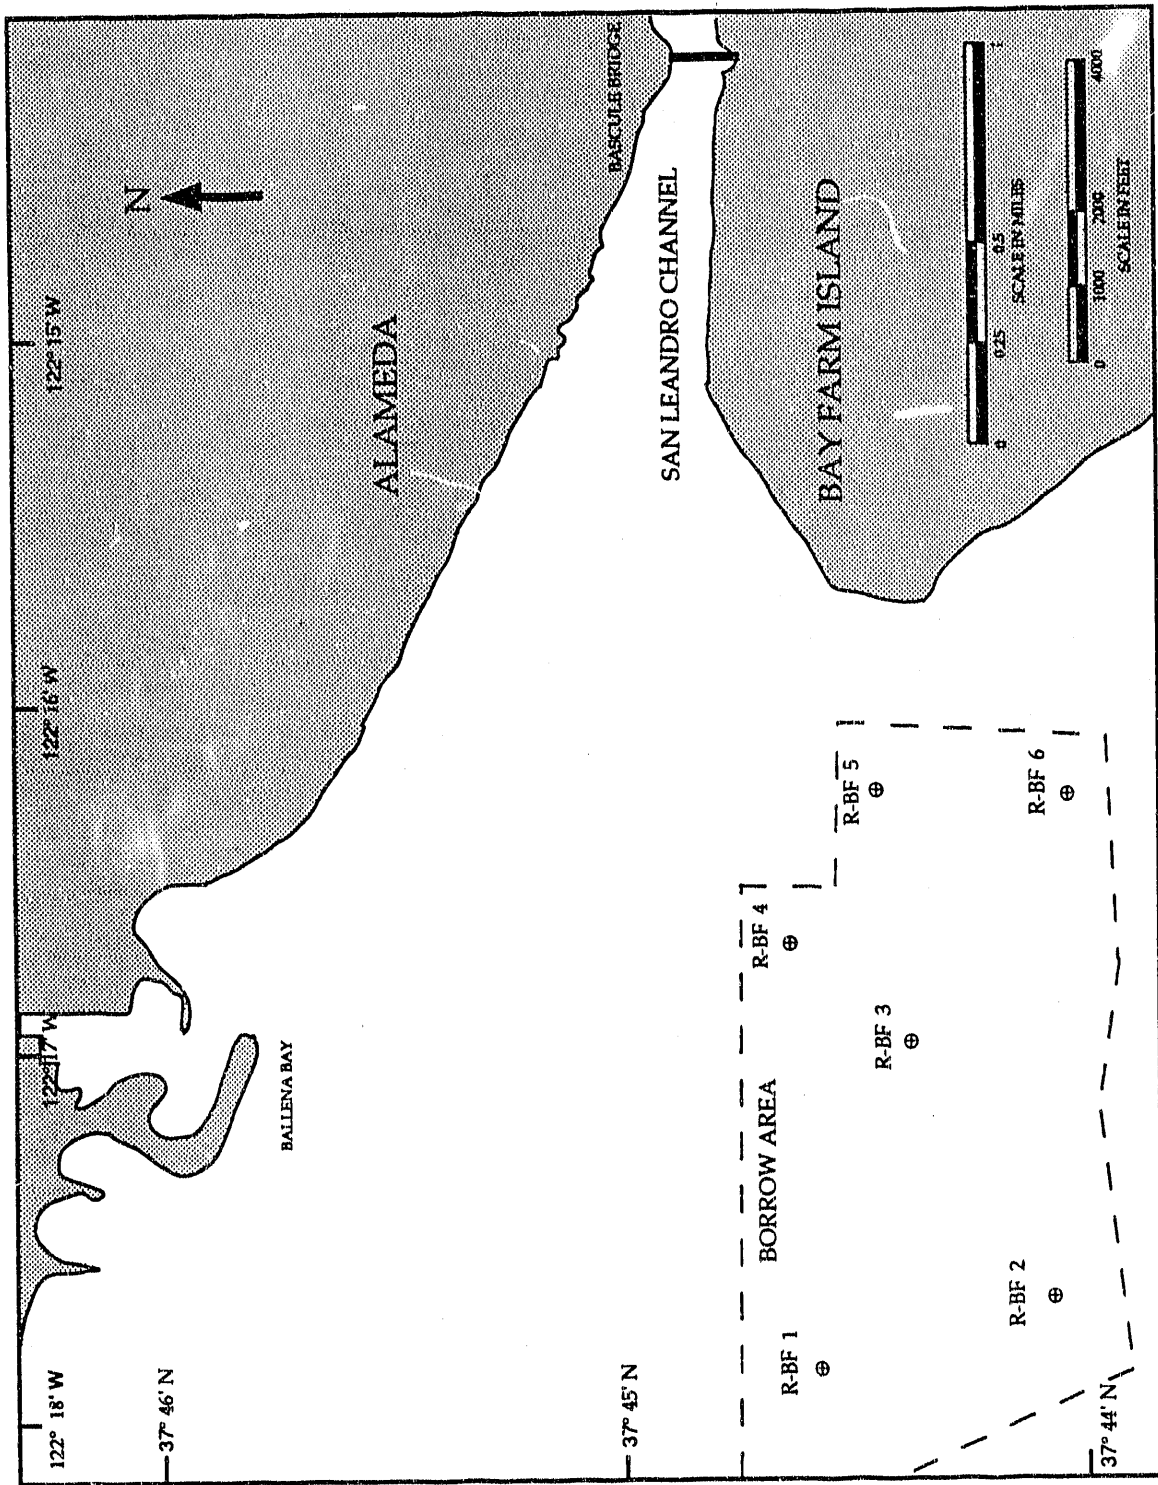 122° 18' W
122° 17' W
122° 16' W
122° 15' W
N
37° 46' N
37° 45' N
37° 44' N
BALLENA BAY
ALAMEDA
BASCULE BRIDGE
SAN LEANDRO CHANNEL
BAY FARM ISLAND
BORROW AREA
R-BF 1
R-BF 2
R-BF 3
R-BF 4
R-BF 5
R-BF 6
0 0.25 0.5 1
SCALE IN MILES
0 1000 2000 4000
SCALE IN FEET